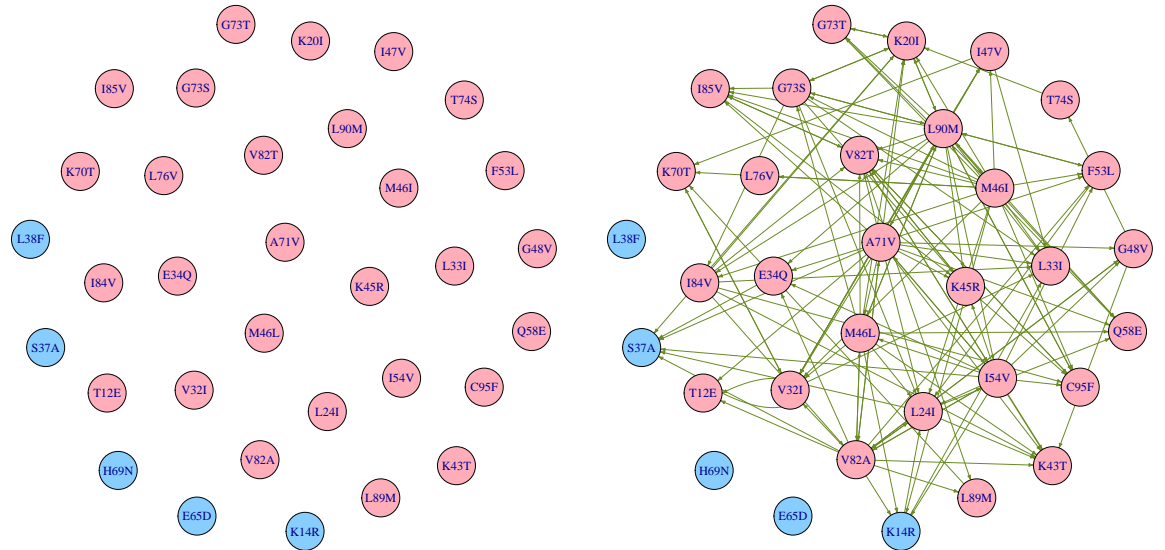 G73T
K20I
I47V
I85V
G73S
T74S
L90M
V82T
K70T
L76V
M46I
F53L
L38F
A71V
G48V
I84V
E34Q
L33I
K45R
S37A
M46L
Q58E
T12E
V32I
I54V
C95F
L24I
V82A
H69N
K43T
L89M
E65D
K14R
G73T
K20I
I47V
I85V
G73S
T74S
L90M
V82T
K70T
L76V
M46I
F53L
L38F
A71V
G48V
I84V
E34Q
L33I
K45R
S37A
M46L
Q58E
T12E
V32I
I54V
C95F
L24I
V82A
H69N
K43T
L89M
E65D
K14R